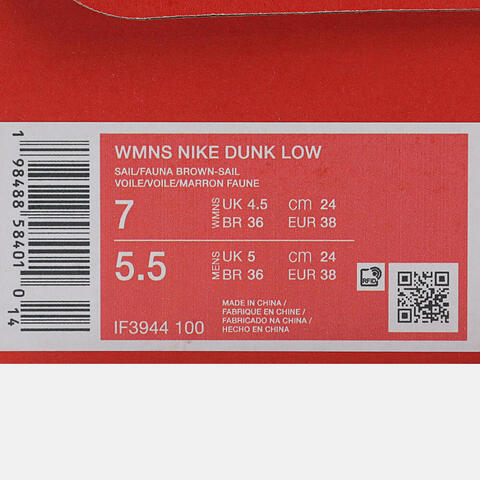 WMNS NIKE DUNK LOW
SAIL/FAUNA BROWN-SAIL
VOILE/VOILE/MARRON FAUNE
7 WMNS UK 4.5 cm 24
BR 36 EUR 38
5.5 MENS UK 5 cm 24
BR 36 EUR 38
MADE IN CHINA /
FABRIQUE EN CHINE /
FABRICADO NA CHINA /
HECHO EN CHINA
IF3944 100
RFID
1 98488 58401 0 14